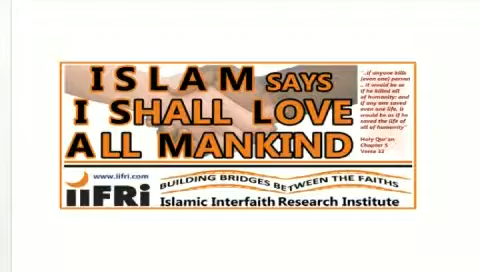 ISLAM SAYS
I SHALL LOVE
ALL MANKIND
"..if anyone kills
(even one) person
.. it would be as
if he killed all
of humanity: and
if any one saved
even one life, it
would be as if he
saved the life of
all of humanity"
Holy Qur'an
Chapter 5
Verse 32
www.iifri.com
iiFRi
BUILDING BRIDGES BETWEEN THE FAITHS
Islamic Interfaith Research Institute